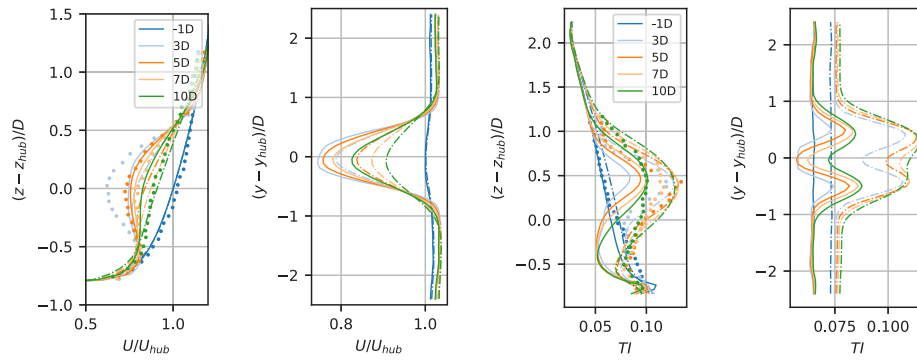 1.5
1.0
0.5
0.0
−0.5
−1.0
(z − z_hub)/D
-1D
3D
5D
7D
10D
0.5
1.0
U/U_hub
2
1
0
−1
−2
(y − y_hub)/D
0.8
1.0
U/U_hub
2.0
1.5
1.0
0.5
0.0
−0.5
(z − z_hub)/D
-1D
3D
5D
7D
10D
0.05
0.10
TI
2
1
0
−1
−2
(y − y_hub)/D
0.075
0.100
TI